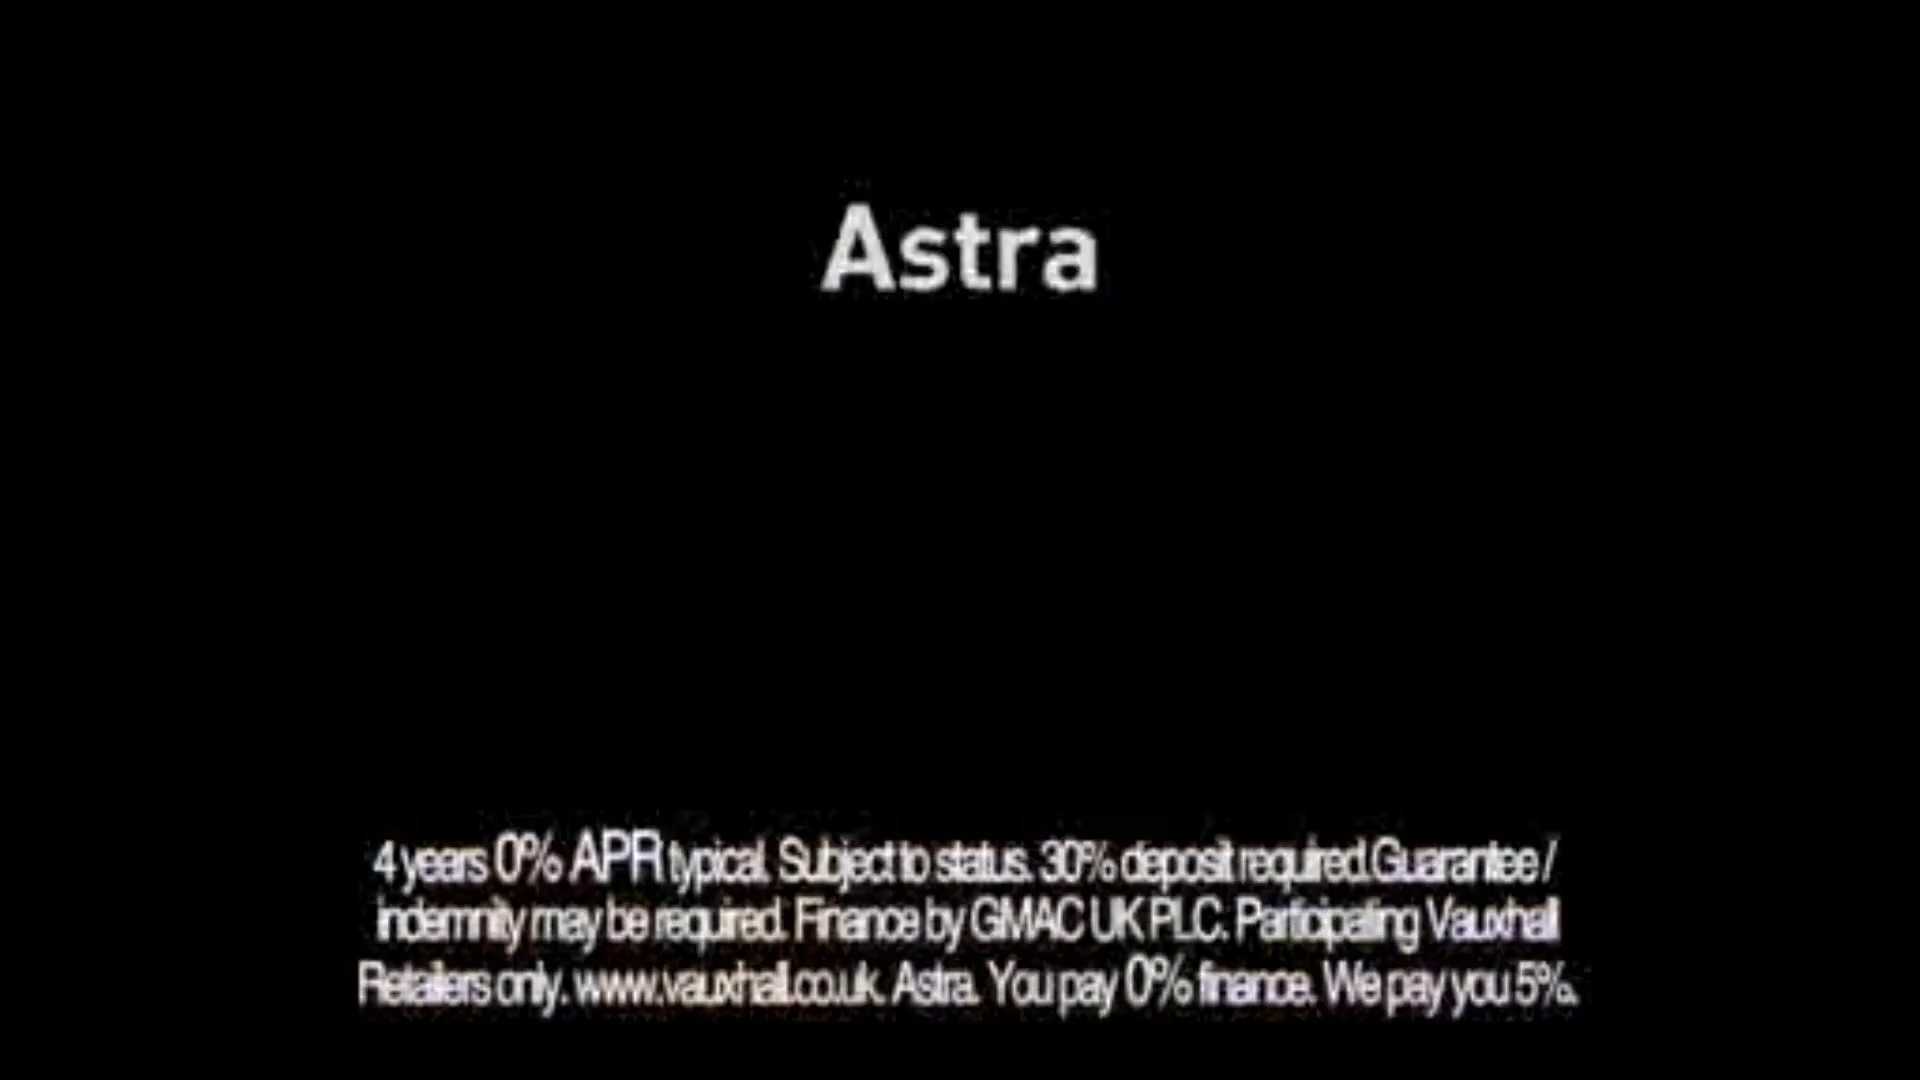 Astra
4 years 0% APR typical. Subject to status. 30% deposit required.Guarantee /
indemnity may be required. Finance by GMAC UK PLC. Participating Vauxhall
Retailers only. www.vauxhall.co.uk. Astra. You pay 0% finance. We pay you 5%.